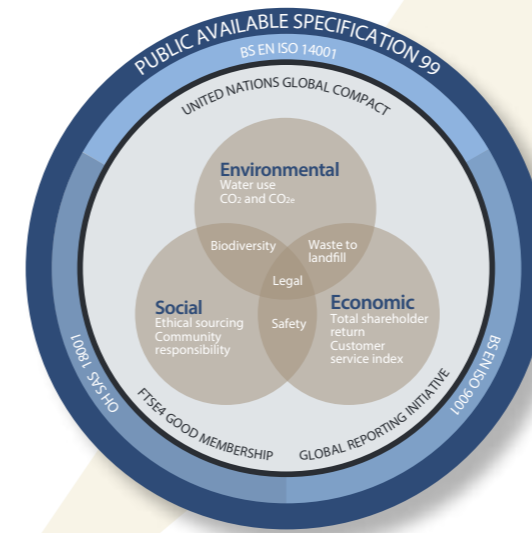 PUBLIC AVAILABLE SPECIFICATION 99
BS EN ISO 14001
UNITED NATIONS GLOBAL COMPACT
Environmental
Water use
CO2 and CO2e
Biodiversity
Waste to
landfill
Legal
Social
Ethical sourcing
Community
responsibility
Safety
Economic
Total shareholder
return
Customer
service index
OH SAS 18001
BS EN ISO 9001
FTSE4 GOOD MEMBERSHIP
GLOBAL REPORTING INITIATIVE